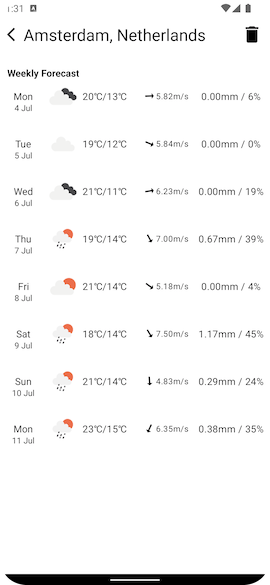 1:31
Amsterdam, Netherlands
Weekly Forecast
Mon 20℃/13℃ 5.82m/s 0.00mm / 6%
4 Jul
Tue 19℃/12℃ 5.84m/s 0.00mm / 0%
5 Jul
Wed 21℃/11℃ 6.23m/s 0.00mm / 19%
6 Jul
Thu 19℃/14℃ 7.00m/s 0.67mm / 39%
7 Jul
Fri 21℃/14℃ 5.18m/s 0.00mm / 4%
8 Jul
Sat 18℃/14℃ 7.50m/s 1.17mm / 45%
9 Jul
Sun 21℃/14℃ 4.83m/s 0.29mm / 24%
10 Jul
Mon 23℃/15℃ 6.35m/s 0.38mm / 35%
11 Jul